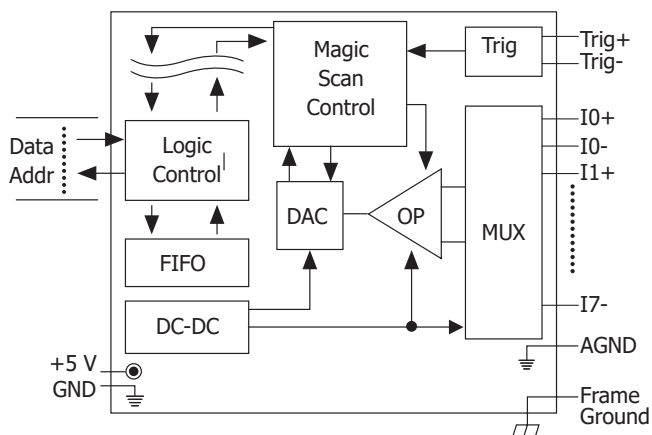 Magic
Scan
Control
Trig
Trig+
Trig-
Data
Addr
Logic
Control
DAC
OP
MUX
I0+
I0-
I1+
I7-
FIFO
DC-DC
+5 V
GND
AGND
Frame
Ground